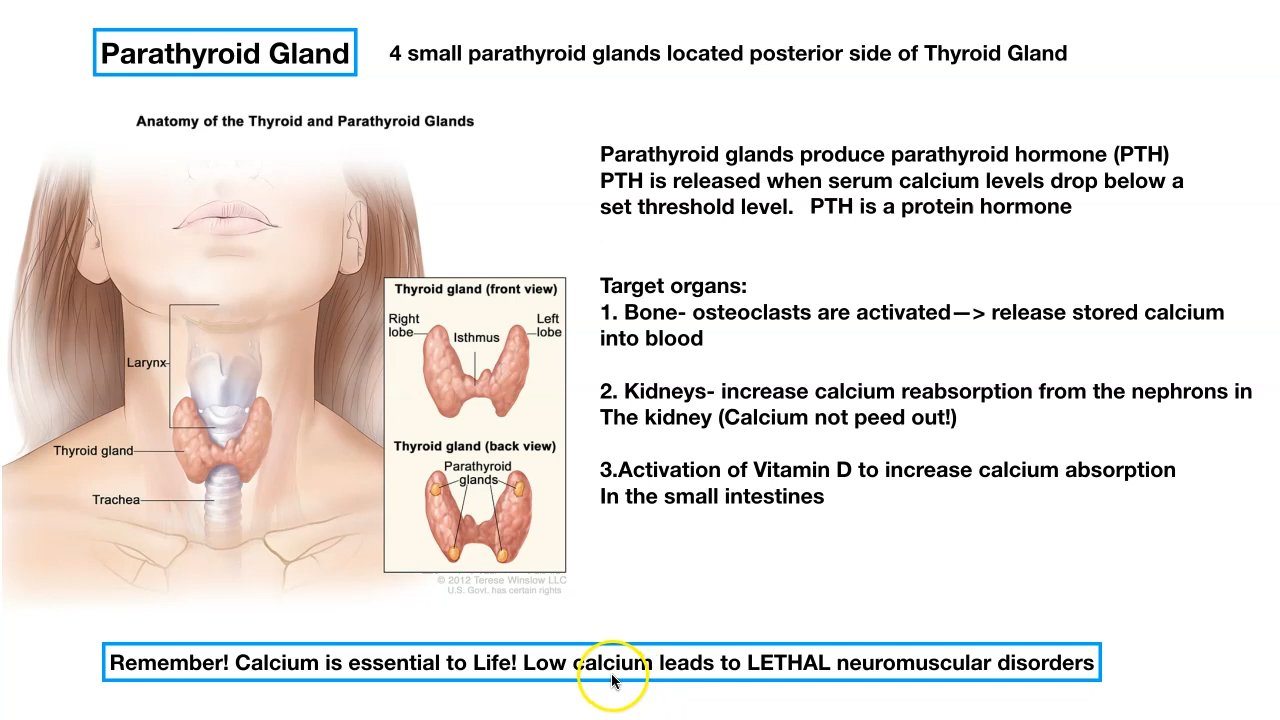 Parathyroid Gland
4 small parathyroid glands located posterior side of Thyroid Gland
Anatomy of the Thyroid and Parathyroid Glands
Parathyroid glands produce parathyroid hormone (PTH)
PTH is released when serum calcium levels drop below a
set threshold level. PTH is a protein hormone
Target organs:
1. Bone- osteoclasts are activated—> release stored calcium
into blood
2. Kidneys- increase calcium reabsorption from the nephrons in
The kidney (Calcium not peed out!)
3.Activation of Vitamin D to increase calcium absorption
In the small intestines
Larynx
Thyroid gland
Trachea
Thyroid gland (front view)
Right
lobe
Isthmus
Left
lobe
Thyroid gland (back view)
Parathyroid
glands
© 2012 Terese Winslow LLC
U.S. Govt. has certain rights
Remember! Calcium is essential to Life! Low calcium leads to LETHAL neuromuscular disorders